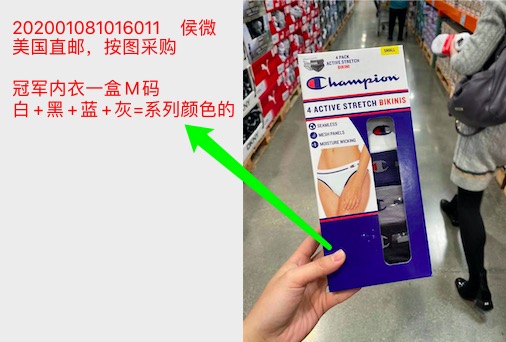 202001081016011 侯微
美国直邮，按图采购
冠军内衣一盒M码
白+黑+蓝+灰=系列颜色的
4 PACK
ACTIVE STRETCH
BIKINIS
SMALL
Champion
4 ACTIVE STRETCH BIKINIS
SEAMLESS
MESH PANELS
MOISTURE WICKING